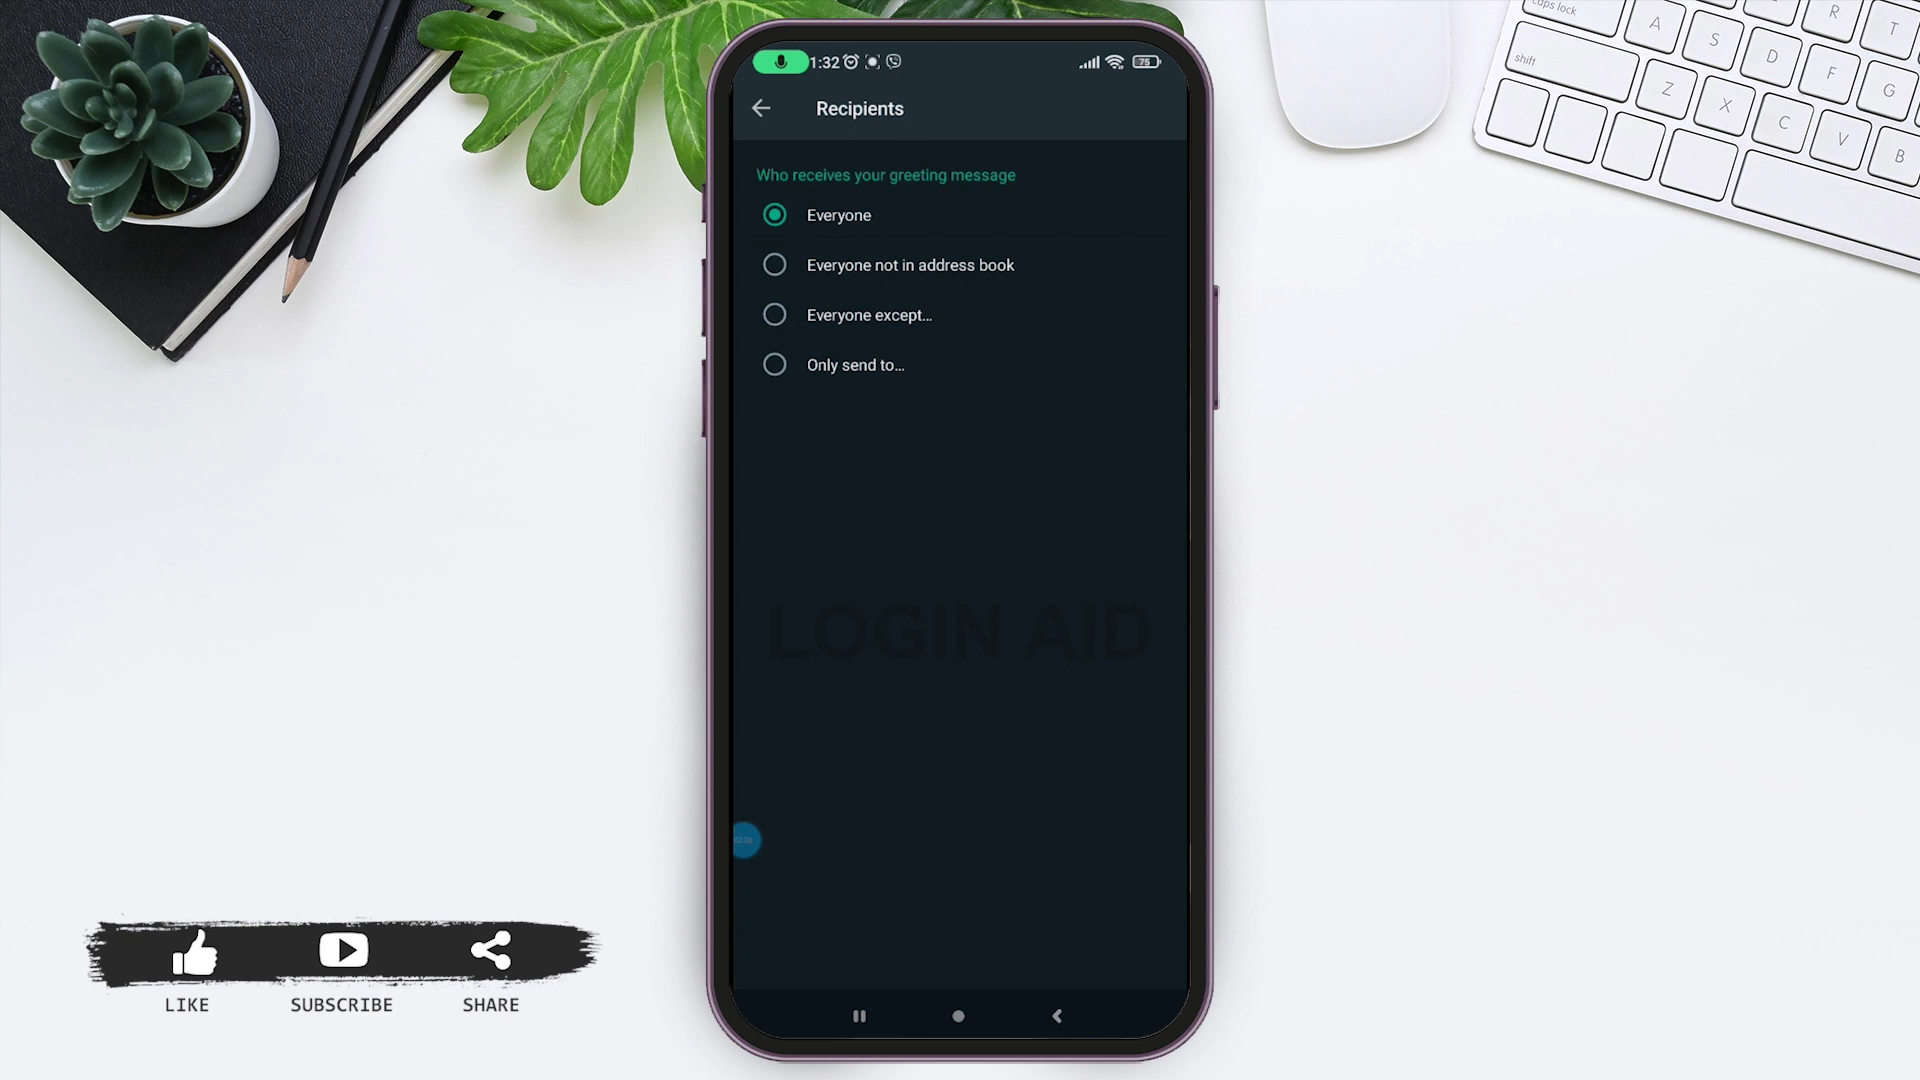 caps lock
A
S
D
F
G
R
T
shift
Z
X
C
V
B
1:32
75
Recipients
Who receives your greeting message
Everyone
Everyone not in address book
Everyone except...
Only send to...
LOGIN AID
LIKE
SUBSCRIBE
SHARE